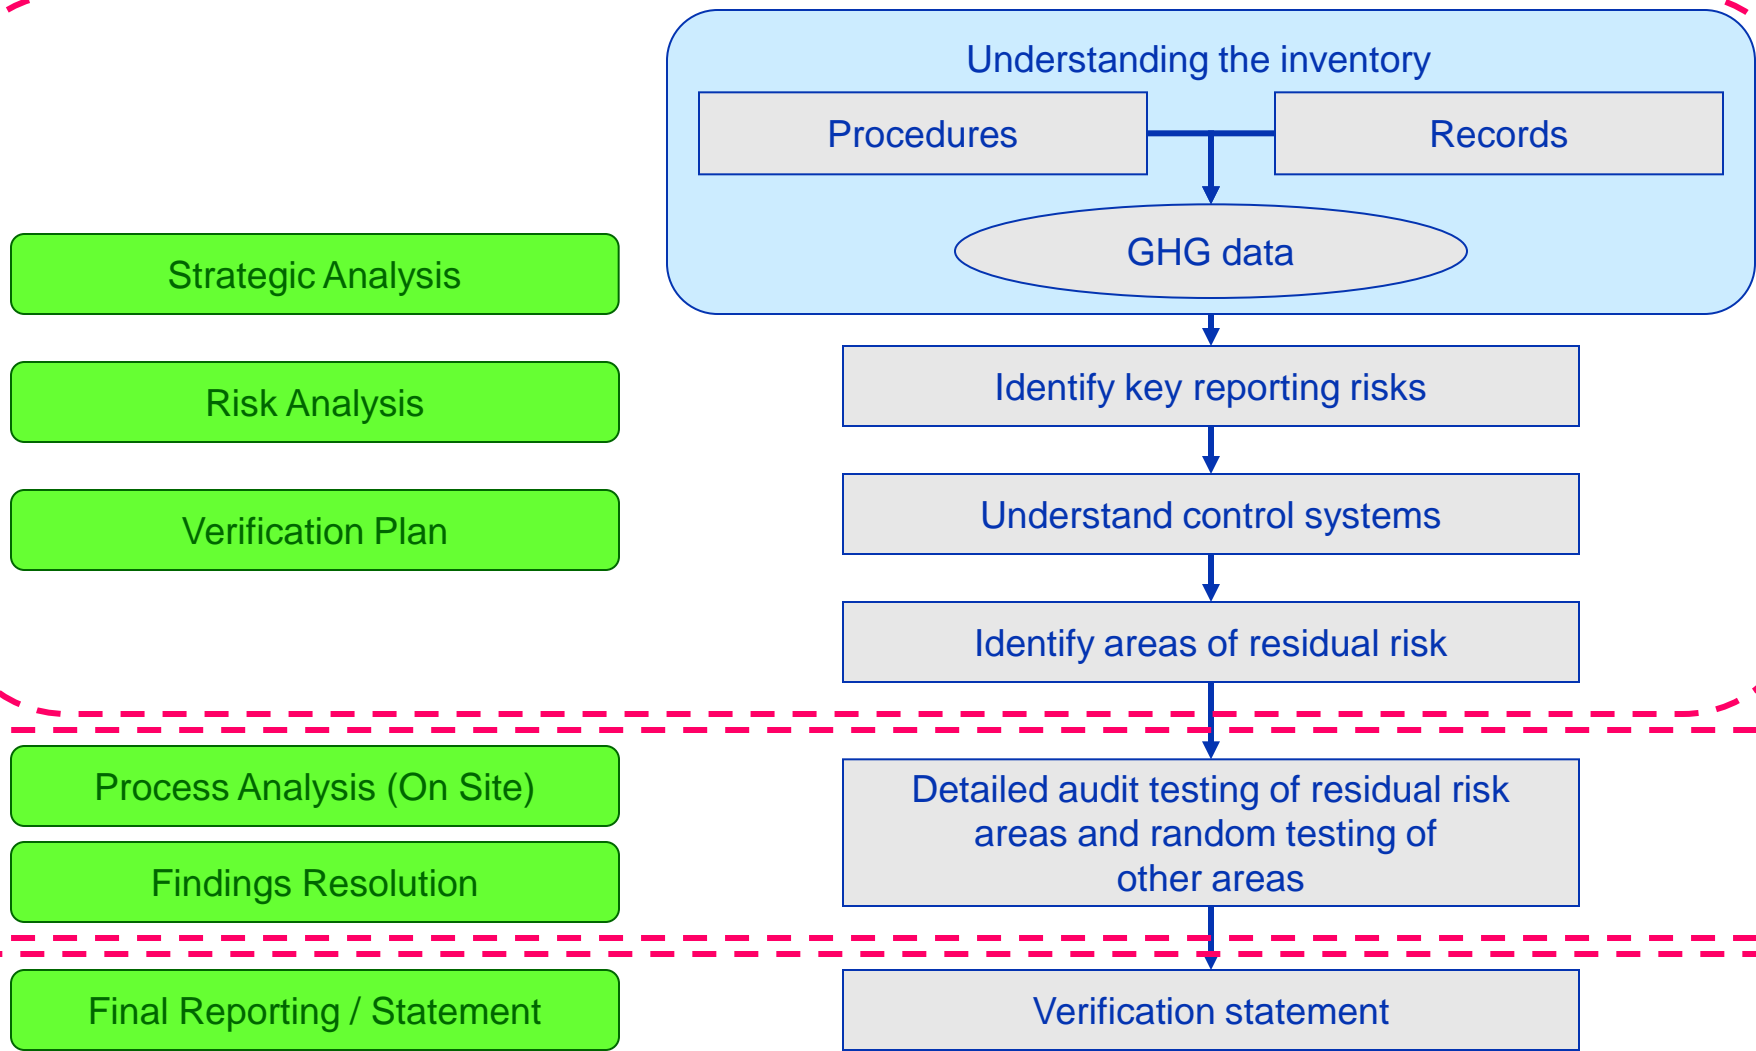 Understanding the inventory
Procedures
Records
GHG data
Strategic Analysis
Identify key reporting risks
Risk Analysis
Understand control systems
Verification Plan
Identify areas of residual risk
Process Analysis (On Site)
Detailed audit testing of residual risk
areas and random testing of
other areas
Findings Resolution
Final Reporting / Statement
Verification statement